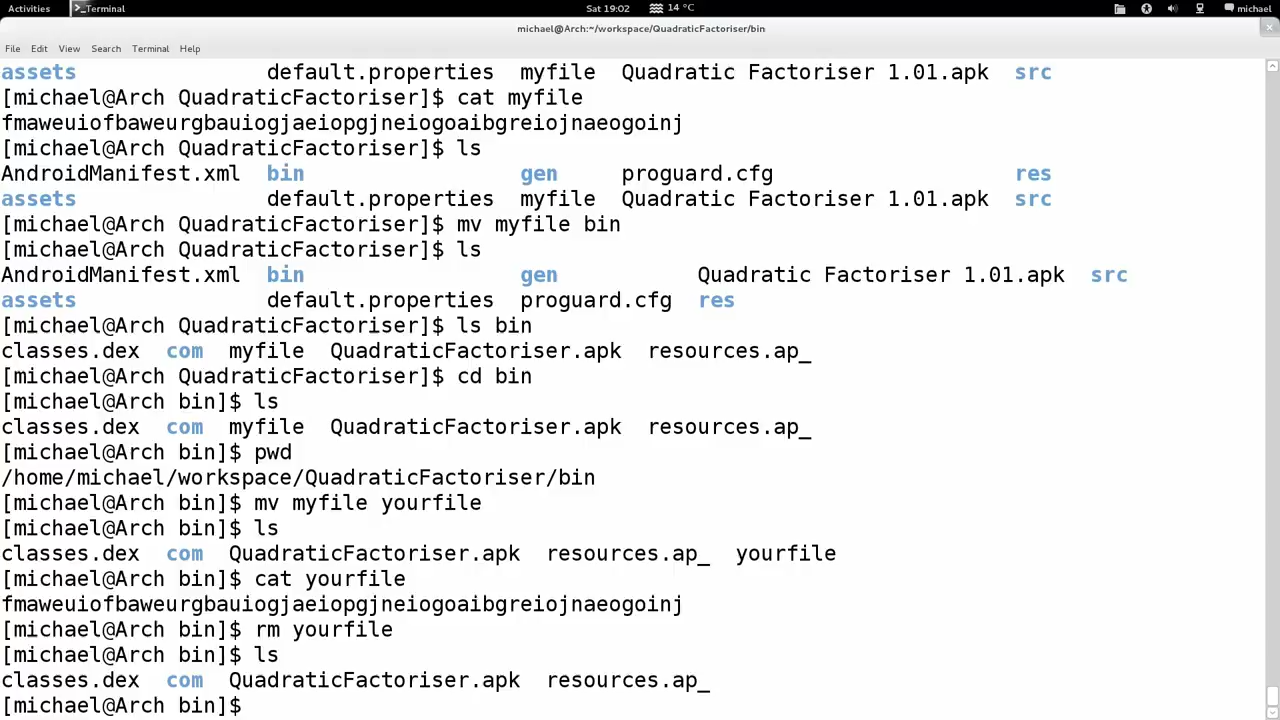 Activities Terminal Sat 19:02 14 °C michael
michael@Arch:~/workspace/QuadraticFactoriser/bin
File Edit View Search Terminal Help
assets default.properties myfile Quadratic Factoriser 1.01.apk src
[michael@Arch QuadraticFactoriser]$ cat myfile
fmaweuiofbaweurgbauiogjaeiopgjneiogoaibgreiojnaeogoinj
[michael@Arch QuadraticFactoriser]$ ls
AndroidManifest.xml bin gen proguard.cfg res
assets default.properties myfile Quadratic Factoriser 1.01.apk src
[michael@Arch QuadraticFactoriser]$ mv myfile bin
[michael@Arch QuadraticFactoriser]$ ls
AndroidManifest.xml bin gen Quadratic Factoriser 1.01.apk src
assets default.properties proguard.cfg res
[michael@Arch QuadraticFactoriser]$ ls bin
classes.dex com myfile QuadraticFactoriser.apk resources.ap_
[michael@Arch QuadraticFactoriser]$ cd bin
[michael@Arch bin]$ ls
classes.dex com myfile QuadraticFactoriser.apk resources.ap_
[michael@Arch bin]$ pwd
/home/michael/workspace/QuadraticFactoriser/bin
[michael@Arch bin]$ mv myfile yourfile
[michael@Arch bin]$ ls
classes.dex com QuadraticFactoriser.apk resources.ap_ yourfile
[michael@Arch bin]$ cat yourfile
fmaweuiofbaweurgbauiogjaeiopgjneiogoaibgreiojnaeogoinj
[michael@Arch bin]$ rm yourfile
[michael@Arch bin]$ ls
classes.dex com QuadraticFactoriser.apk resources.ap_
[michael@Arch bin]$